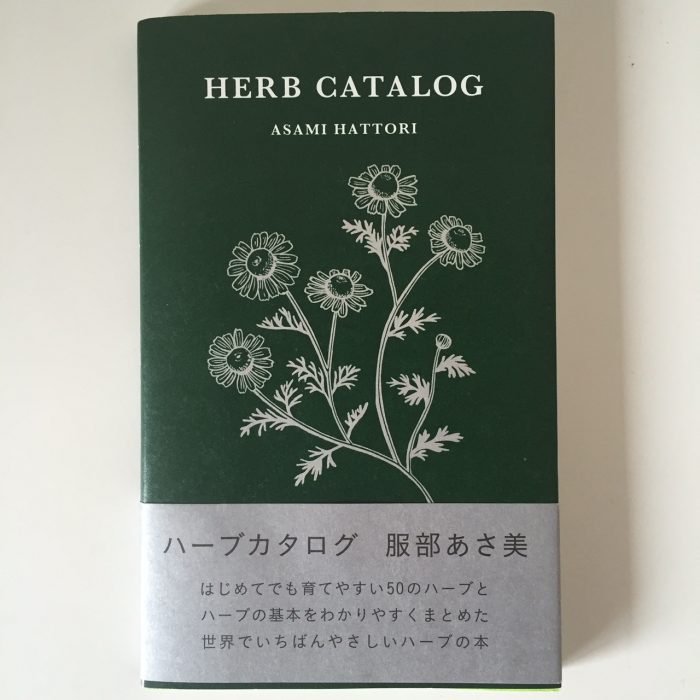 HERB CATALOG
ASAMI HATTORI
ハーブカタログ 服部あさ美
はじめてでも育てやすい50のハーブと
ハーブの基本をわかりやすくまとめた
世界でいちばんやさしいハーブの本